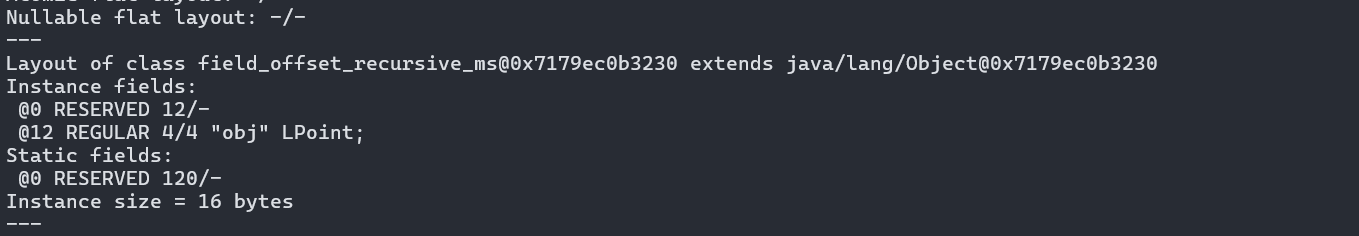 Nullable flat layout: -/-
---
Layout of class field_offset_recursive_ms@0x7179ec0b3230 extends java/lang/Object@0x7179ec0b3230
Instance fields:
 @0 RESERVED 12/-
 @12 REGULAR 4/4 "obj" LPoint;
Static fields:
 @0 RESERVED 120/-
Instance size = 16 bytes
---